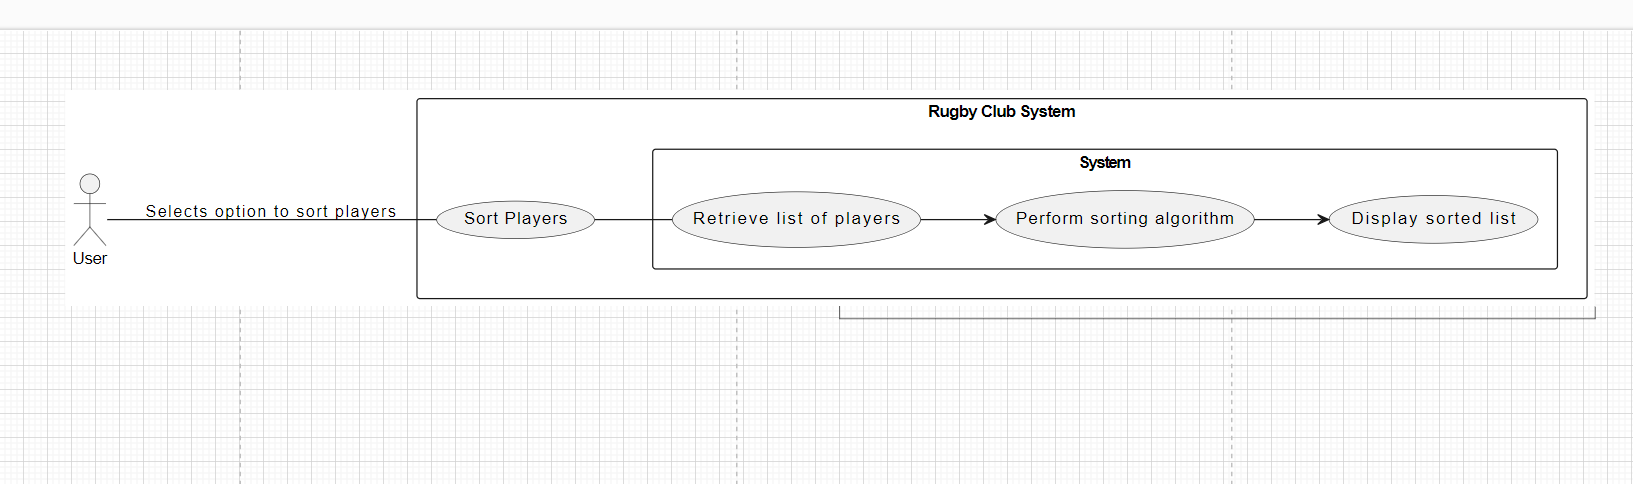 Rugby Club System
System
Selects option to sort players
Sort Players
Retrieve list of players
Perform sorting algorithm
Display sorted list
User